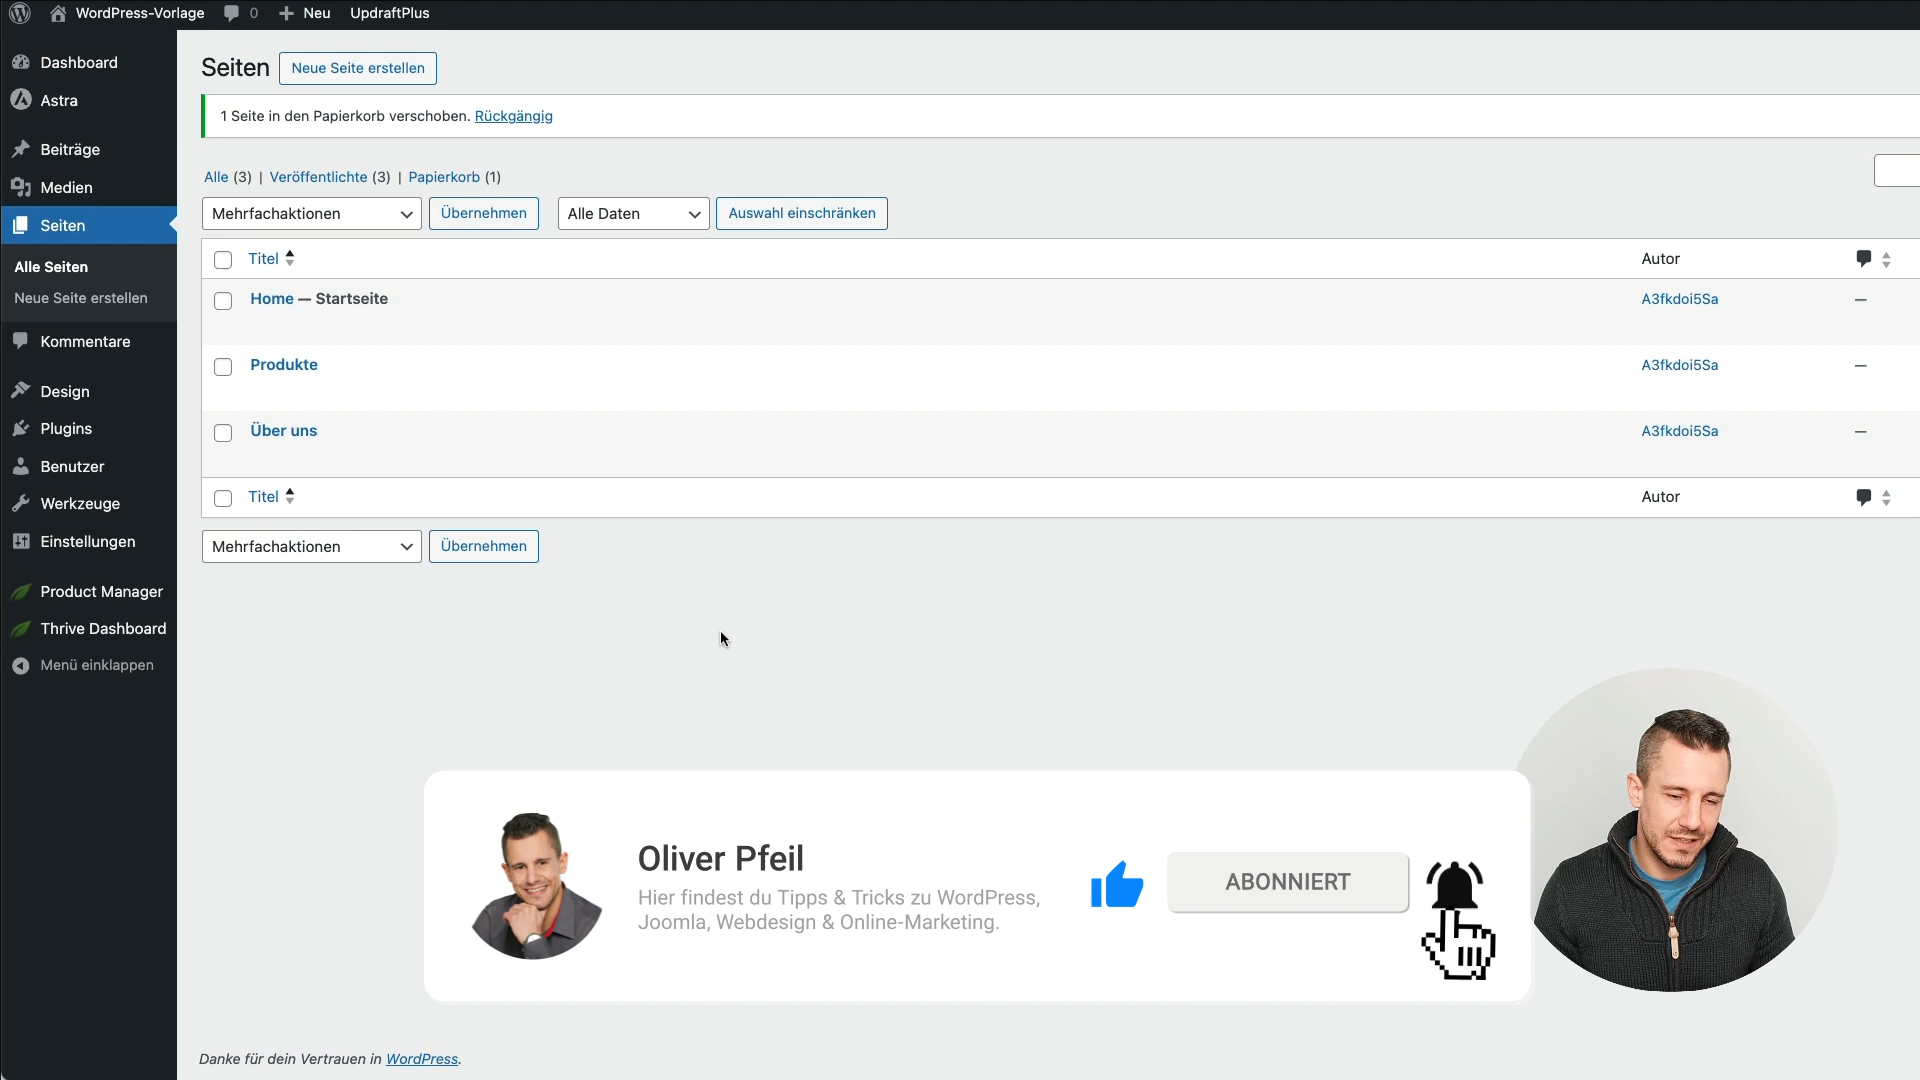 WordPress-Vorlage 0 Neu UpdraftPlus
Dashboard
Astra
Beiträge
Medien
Seiten
Alle Seiten
Neue Seite erstellen
Kommentare
Design
Plugins
Benutzer
Werkzeuge
Einstellungen
Product Manager
Thrive Dashboard
Menü einklappen
Seiten Neue Seite erstellen
1 Seite in den Papierkorb verschoben. Rückgängig
Alle (3) | Veröffentlichte (3) | Papierkorb (1)
Mehrfachaktionen Übernehmen Alle Daten Auswahl einschränken
Titel Autor
Home — Startseite A3fkdoi5Sa —
Produkte A3fkdoi5Sa —
Über uns A3fkdoi5Sa —
Titel Autor
Mehrfachaktionen Übernehmen
Oliver Pfeil
Hier findest du Tipps & Tricks zu WordPress,
Joomla, Webdesign & Online-Marketing.
ABONNIERT
Danke für dein Vertrauen in WordPress.